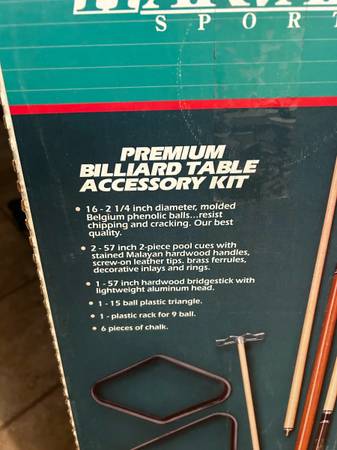 SPORT
PREMIUM
BILLIARD TABLE
ACCESSORY KIT
• 16 - 2 1/4 inch diameter, molded
Belgium phenolic balls...resist
chipping and cracking. Our best
quality.
• 2 - 57 inch 2-piece pool cues with
stained Malayan hardwood handles,
screw-on leather tips, brass ferrules,
decorative inlays and rings.
• 1 - 57 inch hardwood bridgestick with
lightweight aluminum head.
• 1 - 15 ball plastic triangle.
• 1 - plastic rack for 9 ball.
• 6 pieces of chalk.